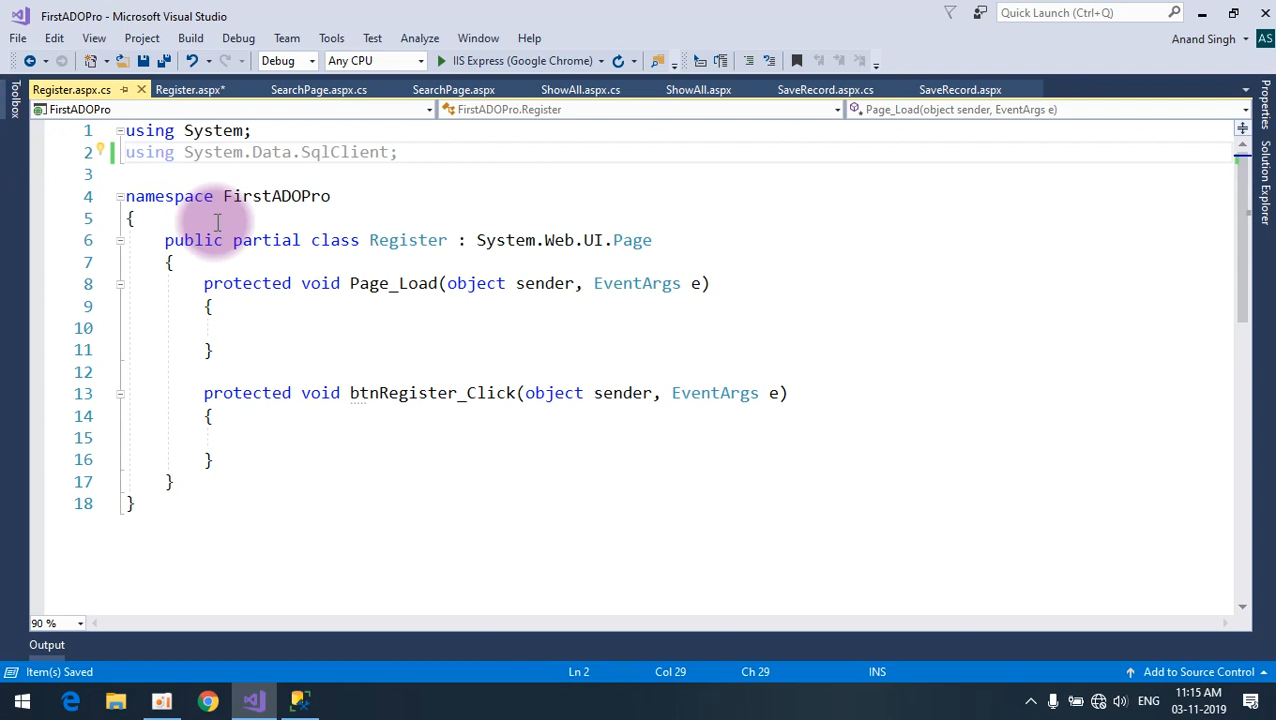 FirstADOPro - Microsoft Visual Studio
Quick Launch (Ctrl+Q)
File Edit View Project Build Debug Team Tools Test Analyze Window Help
Anand Singh AS
Debug Any CPU IIS Express (Google Chrome)
Register.aspx.cs Register.aspx* SearchPage.aspx.cs SearchPage.aspx ShowAll.aspx.cs ShowAll.aspx SaveRecord.aspx.cs SaveRecord.aspx
FirstADOPro FirstADOPro.Register Page_Load(object sender, EventArgs e)
Toolbox
Properties
Solution Explorer
1 using System;
2 using System.Data.SqlClient;
3
4 namespace FirstADOPro
5 {
6 public partial class Register : System.Web.UI.Page
7 {
8 protected void Page_Load(object sender, EventArgs e)
9 {
10
11 }
12
13 protected void btnRegister_Click(object sender, EventArgs e)
14 {
15
16 }
17 }
18 }
90 %
Output
Item(s) Saved Ln 2 Col 29 Ch 29 INS Add to Source Control
ENG 11:15 AM
03-11-2019